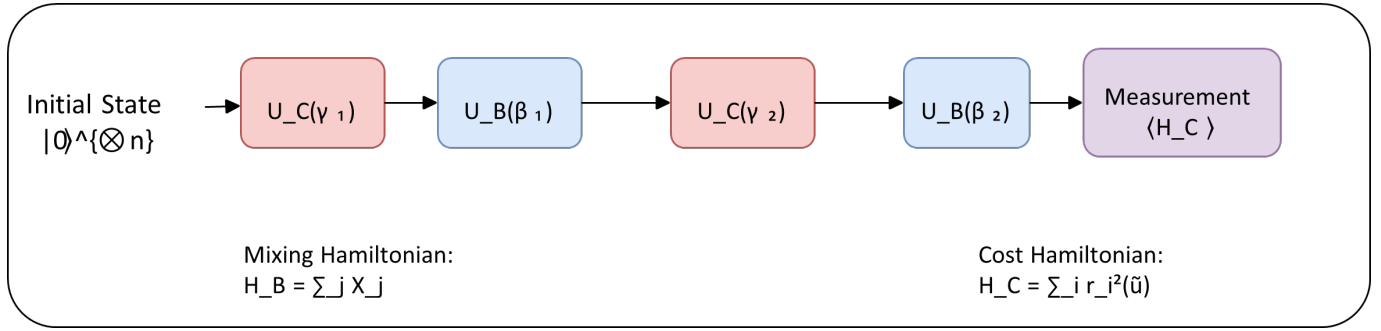 Initial State
|0⟩^{⊗ n}
U_C(γ ₁)
U_B(β ₁)
U_C(γ ₂)
U_B(β ₂)
Measurement
⟨H_C ⟩
Mixing Hamiltonian:
H_B = ∑_j X_j
Cost Hamiltonian:
H_C = ∑_i r_i²(ũ)